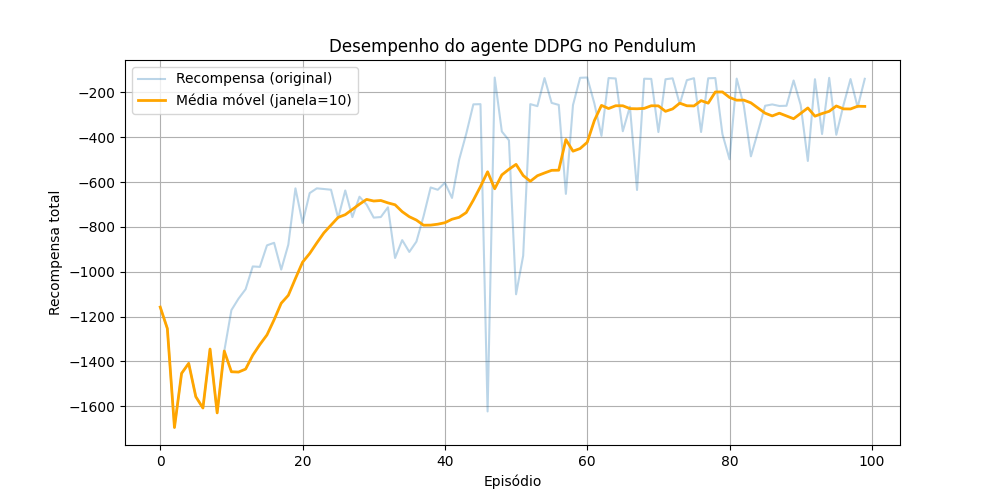 Desempenho do agente DDPG no Pendulum
Recompensa (original)
Média móvel (janela=10)
−200
−400
−600
−800
−1000
−1200
−1400
−1600
Recompensa total
0 20 40 60 80 100
Episódio